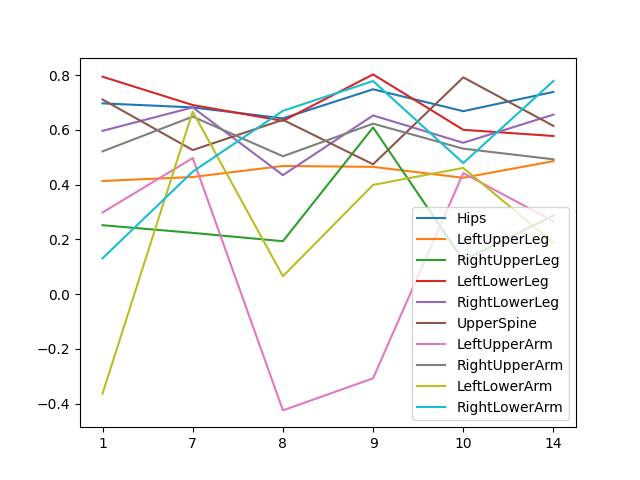 0.8
0.6
0.4
0.2
0.0
−0.2
−0.4
1 7 8 9 10 14
Hips
LeftUpperLeg
RightUpperLeg
LeftLowerLeg
RightLowerLeg
UpperSpine
LeftUpperArm
RightUpperArm
LeftLowerArm
RightLowerArm